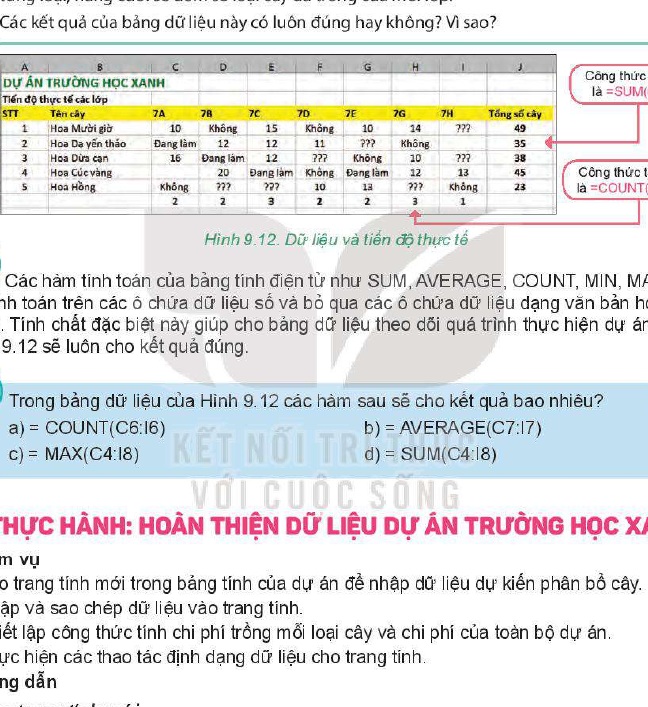 Các kết quả của bảng dữ liệu này có luôn đúng hay không? Vì sao?
A B C D E F G H I J
DỰ ÁN TRƯỜNG HỌC XANH
Tiến độ thực tế các lớp
STT Tên cây 7A 7B 7C 7D 7E 7G 7H Tổng số cây
1 Hoa Mười giờ 10 Không 15 Không 10 14 ??? 49
2 Hoa Dạ yến thảo Đang làm 12 12 11 ??? Không 35
3 Hoa Dừa cạn 16 Đang làm 12 ??? Không 10 ??? 38
4 Hoa Cúc vàng 20 Đang làm Không Đang làm 12 13 45
5 Hoa Hồng Không ??? ??? 10 13 ??? Không 23
2 2 3 2 2 3 1
Công thức
là =SUM(
Công thức t
là =COUNT(
Hình 9.12. Dữ liệu và tiến độ thực tế
Các hàm tính toán của bảng tính điện tử như SUM, AVERAGE, COUNT, MIN, MA
nh toán trên các ô chứa dữ liệu số và bỏ qua các ô chứa dữ liệu dạng văn bản h
. Tính chất đặc biệt này giúp cho bảng dữ liệu theo dõi quá trình thực hiện dự á
9.12 sẽ luôn cho kết quả đúng.
Trong bảng dữ liệu của Hình 9.12 các hàm sau sẽ cho kết quả bao nhiêu?
a) = COUNT(C6:I6) b) = AVERAGE(C7:I7)
c) = MAX(C4:I8) d) = SUM(C4:I8)
KẾT NỐI TRI THỨC
VỚI CUỘC SỐNG
THỰC HÀNH: HOÀN THIỆN DỮ LIỆU DỰ ÁN TRƯỜNG HỌC XA
m vụ
o trang tính mới trong bảng tính của dự án để nhập dữ liệu dự kiến phân bổ cây.
ập và sao chép dữ liệu vào trang tính.
iết lập công thức tính chi phí trồng mỗi loại cây và chi phí của toàn bộ dự án.
ực hiện các thao tác định dạng dữ liệu cho trang tính.
ng dẫn